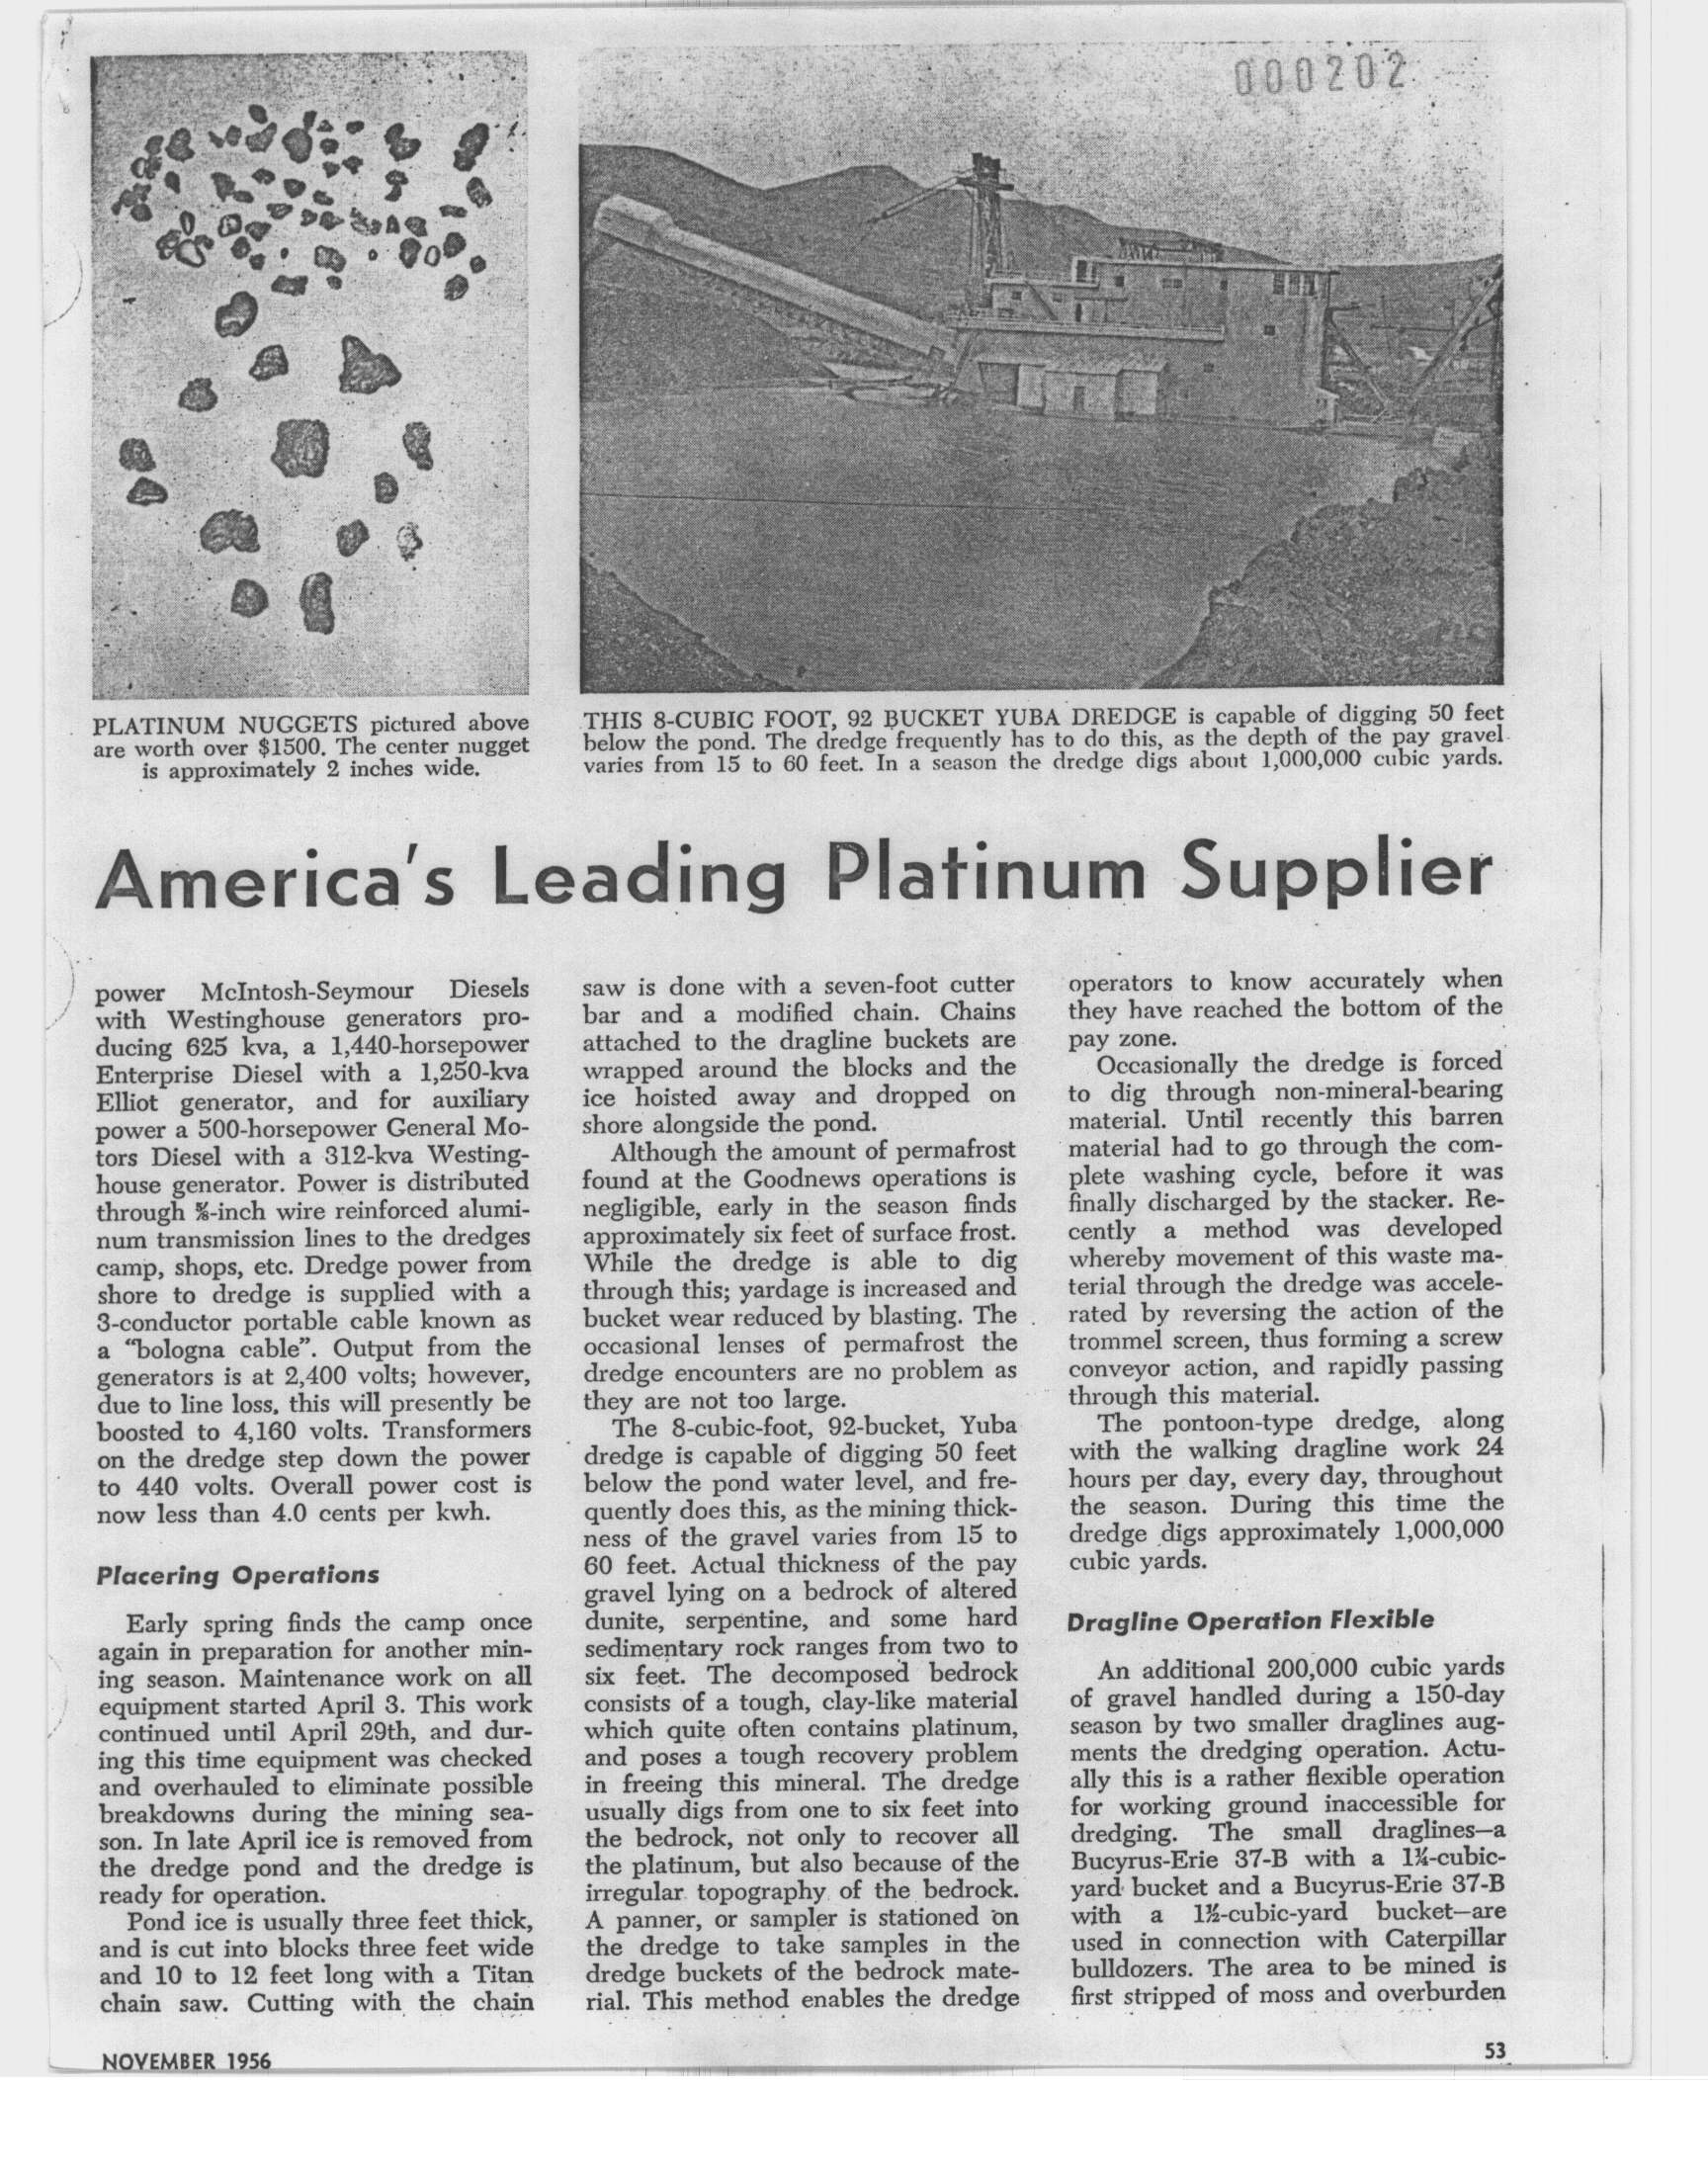 000202
PLATINUM NUGGETS pictured above
are worth over $1500. The center nugget
is approximately 2 inches wide.
THIS 8-CUBIC FOOT, 92 BUCKET YUBA DREDGE is capable of digging 50 feet
below the pond. The dredge frequently has to do this, as the depth of the pay gravel
varies from 15 to 60 feet. In a season the dredge digs about 1,000,000 cubic yards.
America's Leading Platinum Supplier
power McIntosh-Seymour Diesels
with Westinghouse generators pro-
ducing 625 kva, a 1,440-horsepower
Enterprise Diesel with a 1,250-kva
Elliot generator, and for auxiliary
power a 500-horsepower General Mo-
tors Diesel with a 312-kva Westing-
house generator. Power is distributed
through -inch wire reinforced alumi-
num transmission lines to the dredges
camp, shops, etc. Dredge power from
shore to dredge is supplied with a
3-conductor portable cable known as
a "bologna cable". Output from the
generators is at 2,400 volts; however,
due to line loss, this will presently be
boosted to 4,160 volts. Transformers
on the dredge step down the power
to 440 volts. Overall power cost is
now less than 4.0 cents per kwh.
Placering Operations
Early spring finds the camp once
again in preparation for another min-
ing season. Maintenance work on all
equipment started April 3. This work
continued until April 29th, and dur-
ing this time equipment was checked
and overhauled to eliminate possible
breakdowns during the mining sea-
son. In late April ice is removed from
the dredge pond and the dredge is
ready for operation.
Pond ice is usually three feet thick,
and is cut into blocks three feet wide
and 10 to 12 feet long with a Titan
chain saw. Cutting with the chain
saw is done with a seven-foot cutter
bar and a modified chain. Chains
attached to the dragline buckets are
wrapped around the blocks and the
ice hoisted away and dropped on
shore alongside the pond.
Although the amount of permafrost
found at the Goodnews operations is
negligible, early in the season finds
approximately six feet of surface frost.
While the dredge is able to dig
through this; yardage is increased and
bucket wear reduced by blasting. The
occasional lenses of permafrost the
dredge encounters are no problem as
they are not too large.
The 8-cubic-foot, 92-bucket, Yuba
dredge is capable of digging 50 feet
below the pond water level, and fre-
quently does this, as the mining thick-
ness of the gravel varies from 15 to
60 feet. Actual thickness of the pay
gravel lying on a bedrock of altered
dunite, serpentine, and some hard
sedimentary rock ranges from two to
six feet. The decomposed bedrock
consists of a tough, clay-like material
which quite often contains platinum,
and poses a tough recovery problem
in freeing this mineral. The dredge
usually digs from one to six feet into
the bedrock, not only to recover all
the platinum, but also because of the
irregular topography of the bedrock.
A panner, or sampler is stationed on
the dredge to take samples in the
dredge buckets of the bedrock mate-
rial. This method enables the dredge
operators to know accurately when
they have reached the bottom of the
pay zone.
Occasionally the dredge is forced
to dig through non-mineral-bearing
material. Until recently this barren
material had to go through the com-
plete washing cycle, before it was
finally discharged by the stacker. Re-
cently a method was developed
whereby movement of this waste ma-
terial through the dredge was accele-
rated by reversing the action of the
trommel screen, thus forming a screw
conveyor action, and rapidly passing
through this material.
The pontoon-type dredge, along
with the walking dragline work 24
hours per day, every day, throughout
the season. During this time the
dredge digs approximately 1,000,000
cubic yards.
Dragline Operation Flexible
An additional 200,000 cubic yards
of gravel handled during a 150-day
season by two smaller draglines aug-
ments the dredging operation. Actu-
ally this is a rather flexible operation
for working ground inaccessible for
dredging. The small draglines—a
Bucyrus-Erie 37-B with a 1¼-cubic-
yard bucket and a Bucyrus-Erie 37-B
with a 1½-cubic-yard bucket—are
used in connection with Caterpillar
bulldozers. The area to be mined is
first stripped of moss and overburden
NOVEMBER 1956
53